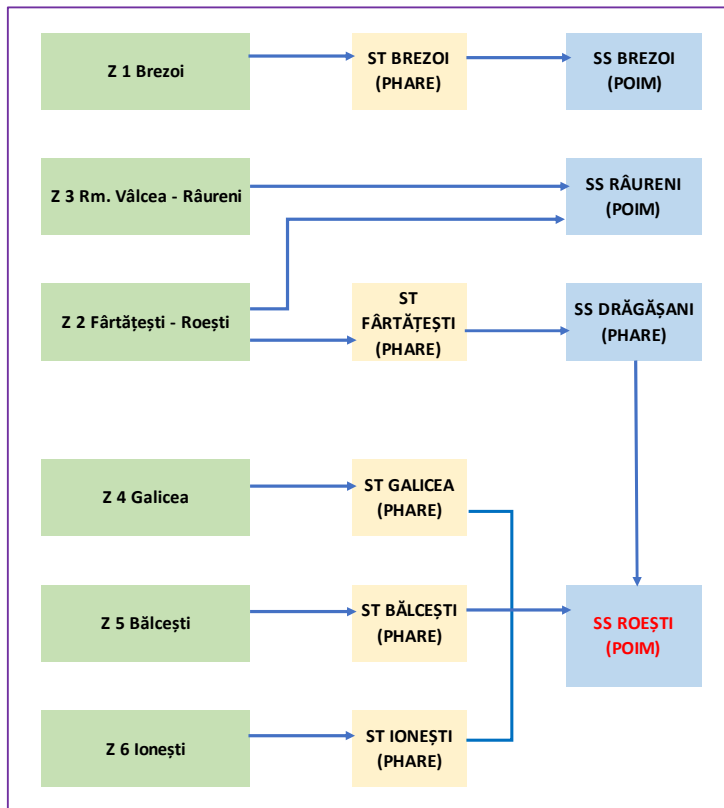 Z 1 Brezoi
ST BREZOI
(PHARE)
SS BREZOI
(POIM)
Z 3 Rm. Vâlcea - Râureni
SS RÂURENI
(POIM)
Z 2 Fârtățești - Roești
ST
FÂRTĂȚEȘTI
(PHARE)
SS DRĂGĂȘANI
(PHARE)
Z 4 Galicea
ST GALICEA
(PHARE)
Z 5 Bălcești
ST BĂLCEȘTI
(PHARE)
SS ROEȘTI
(POIM)
Z 6 Ionești
ST IONEȘTI
(PHARE)